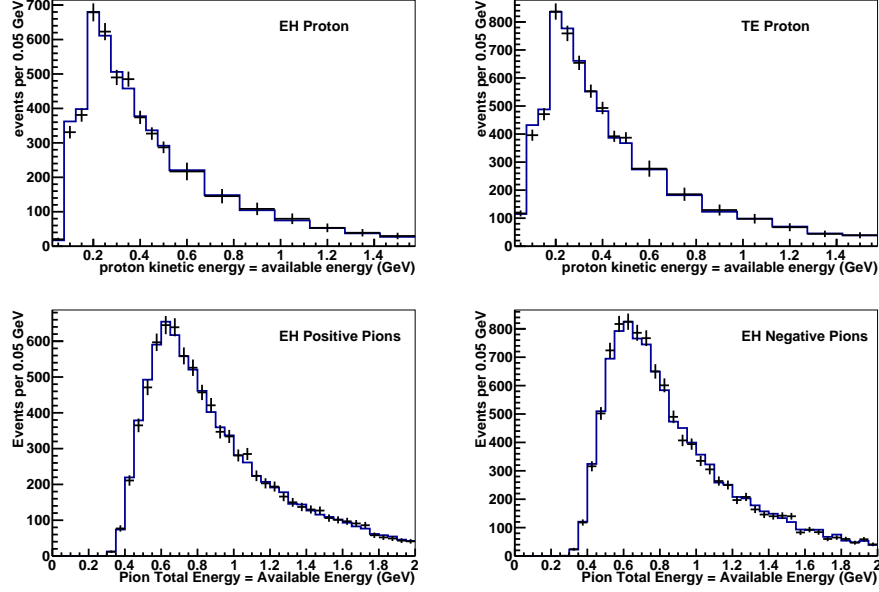 EH Proton
events per 0.05 GeV
700
600
500
400
300
200
100
0
0.2 0.4 0.6 0.8 1 1.2 1.4
proton kinetic energy = available energy (GeV)
TE Proton
events per 0.05 GeV
800
700
600
500
400
300
200
100
0
0.2 0.4 0.6 0.8 1 1.2 1.4
proton kinetic energy = available energy (GeV)
EH Positive Pions
Events per 0.05 GeV
600
500
400
300
200
100
0
0 0.2 0.4 0.6 0.8 1 1.2 1.4 1.6 1.8 2
Pion Total Energy = Available Energy (GeV)
EH Negative Pions
Events per 0.05 GeV
800
700
600
500
400
300
200
100
0
0 0.2 0.4 0.6 0.8 1 1.2 1.4 1.6 1.8 2
Pion Total Energy = Available Energy (GeV)